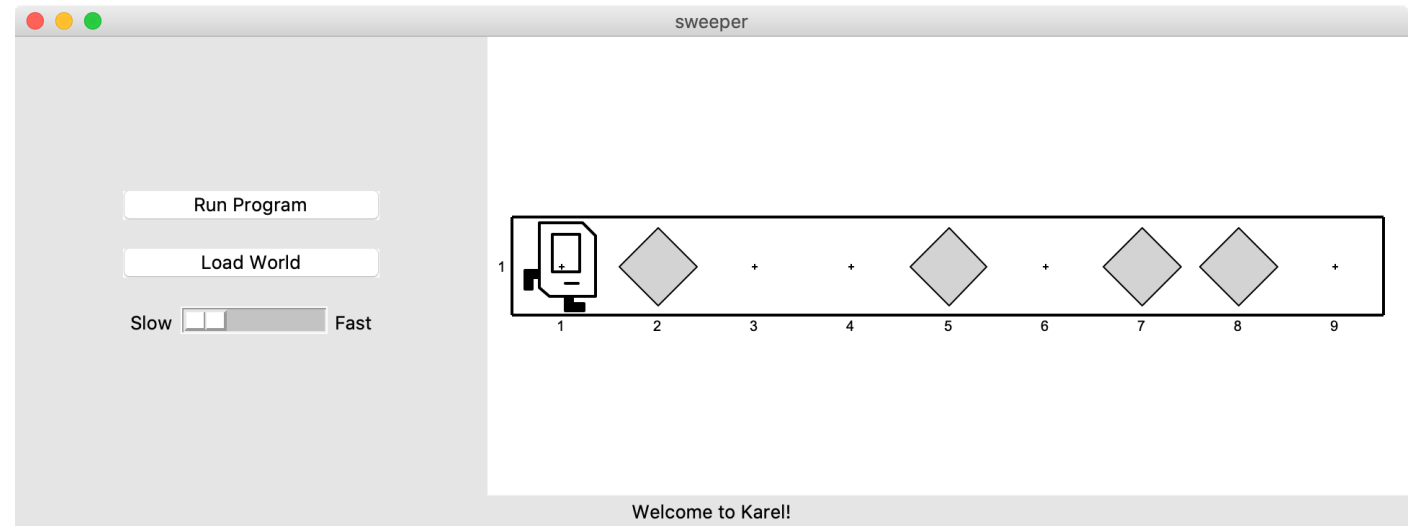 sweeper
Run Program
Load World
Slow Fast
1
1 2 3 4 5 6 7 8 9
Welcome to Karel!